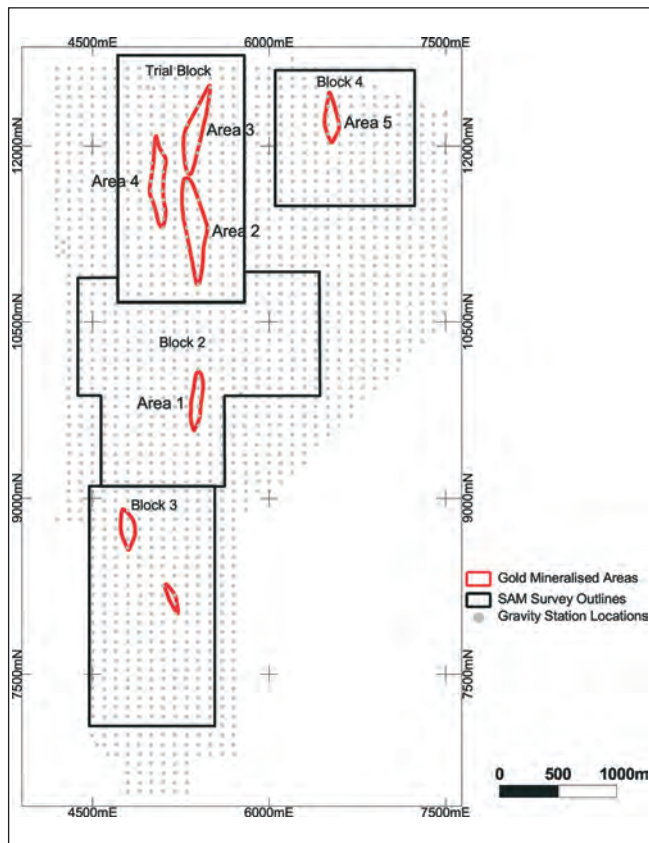 4500mE 6000mE 7500mE
Trial Block
Block 4
Area 3
Area 5
12000mN 12000mN
Area 4
Area 2
10500mN 10500mN
Block 2
Area 1
9000mN 9000mN
Block 3
Gold Mineralised Areas
SAM Survey Outlines
Gravity Station Locations
7500mN 7500mN
0 500 1000m
4500mE 6000mE 7500mE